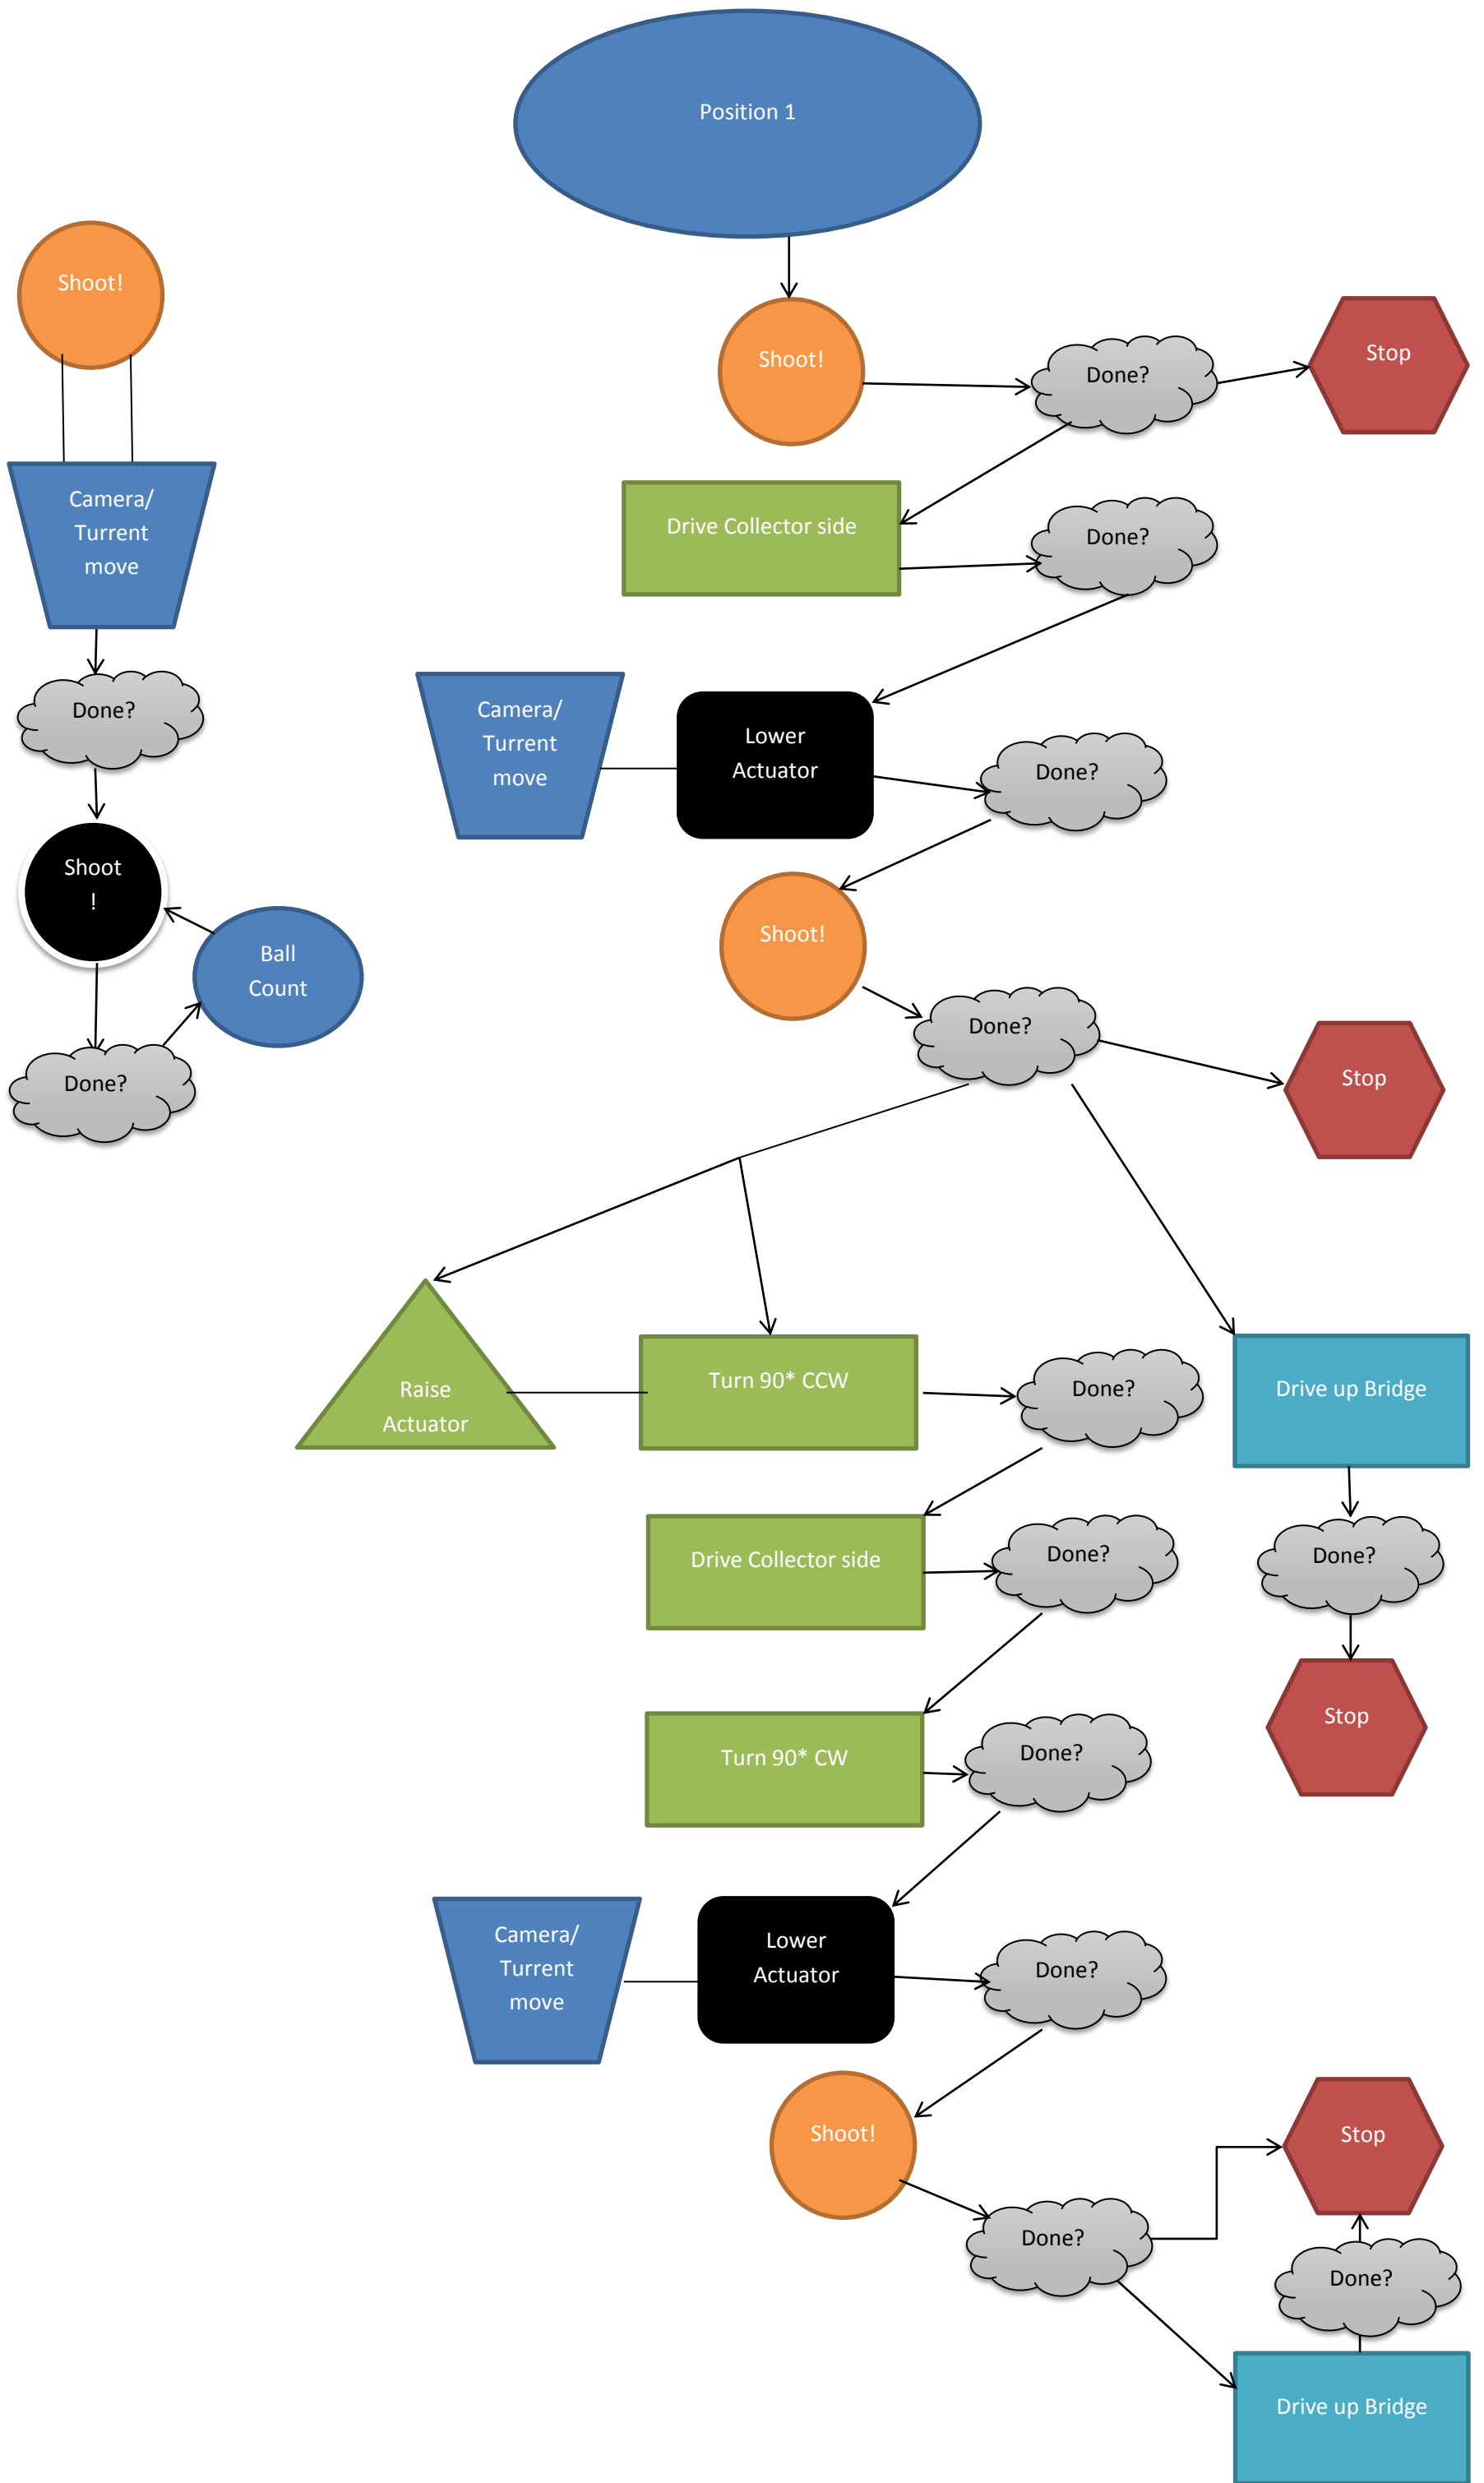 Position 1
Shoot!
Shoot!
Done?
Stop
Camera/
Turrent
move
Drive Collector side
Done?
Done?
Camera/
Turrent
move
Lower
Actuator
Done?
Shoot
!
Shoot!
Ball
Count
Done?
Done?
Stop
Raise
Actuator
Turn 90* CCW
Done?
Drive up Bridge
Drive Collector side
Done?
Done?
Turn 90* CW
Done?
Stop
Camera/
Turrent
move
Lower
Actuator
Done?
Shoot!
Stop
Done?
Done?
Drive up Bridge